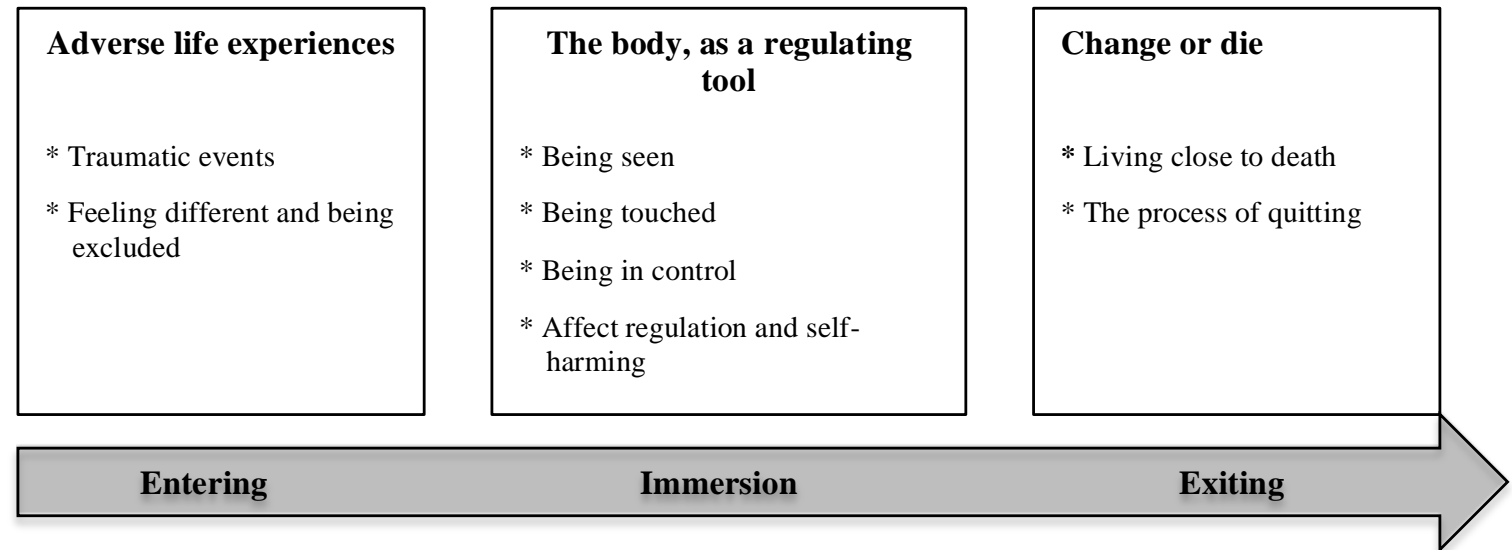 Adverse life experiences
* Traumatic events
* Feeling different and being
excluded
The body, as a regulating
tool
* Being seen
* Being touched
* Being in control
* Affect regulation and self-
harming
Change or die
* Living close to death
* The process of quitting
Entering
Immersion
Exiting